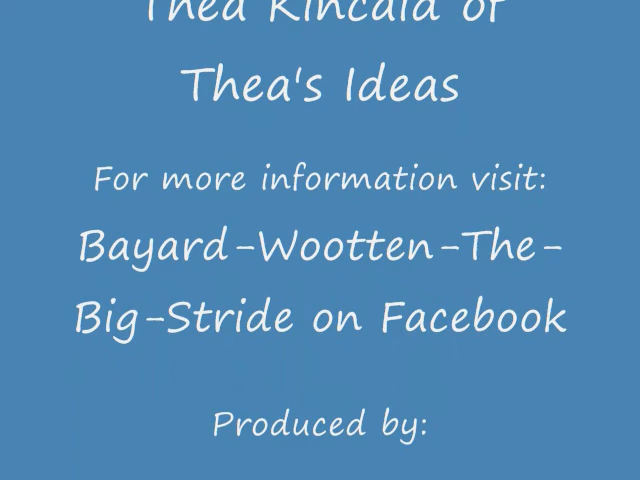 Thea Kincaid of
Thea's Ideas
For more information visit:
Bayard-Wootten-The-
Big-Stride on Facebook
Produced by: